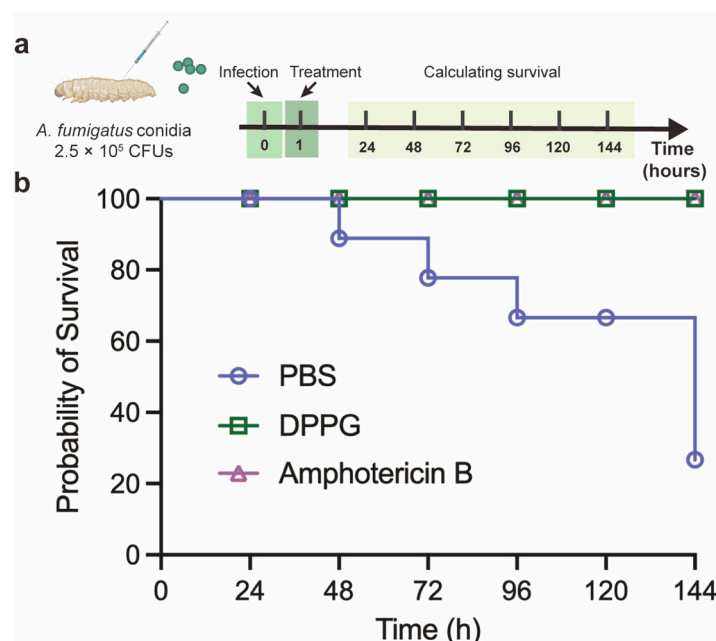 a
Infection Treatment Calculating survival
A. fumigatus conidia
2.5 × 10⁵ CFUs
0 1 24 48 72 96 120 144
Time
(hours)
b
Probability of Survival
100
80
60
40
20
0
PBS
DPPG
Amphotericin B
0 24 48 72 96 120 144
Time (h)